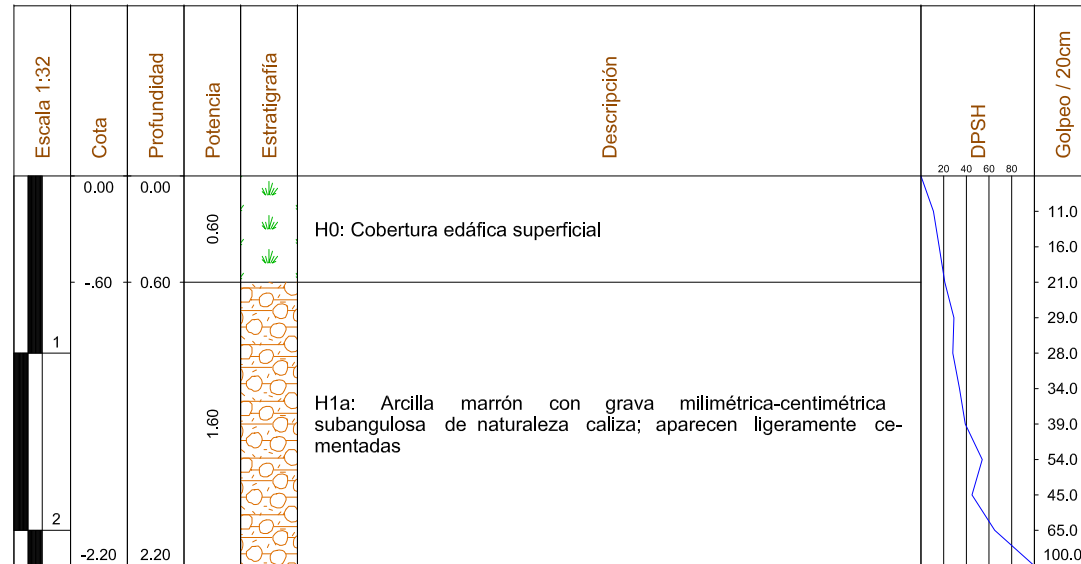 Escala 1:32
Cota
Profundidad
Potencia
Estratigrafía
Descripción
DPSH
Golpeo / 20cm
20 40 60 80
0.00 0.00
0.60
H0: Cobertura edáfica superficial
-.60 0.60
1
1.60
H1a: Arcilla marrón con grava milimétrica-centimétrica
subangulosa de naturaleza caliza; aparecen ligeramente ce-
mentadas
2
-2.20 2.20
11.0
16.0
21.0
29.0
28.0
34.0
39.0
54.0
45.0
65.0
100.0